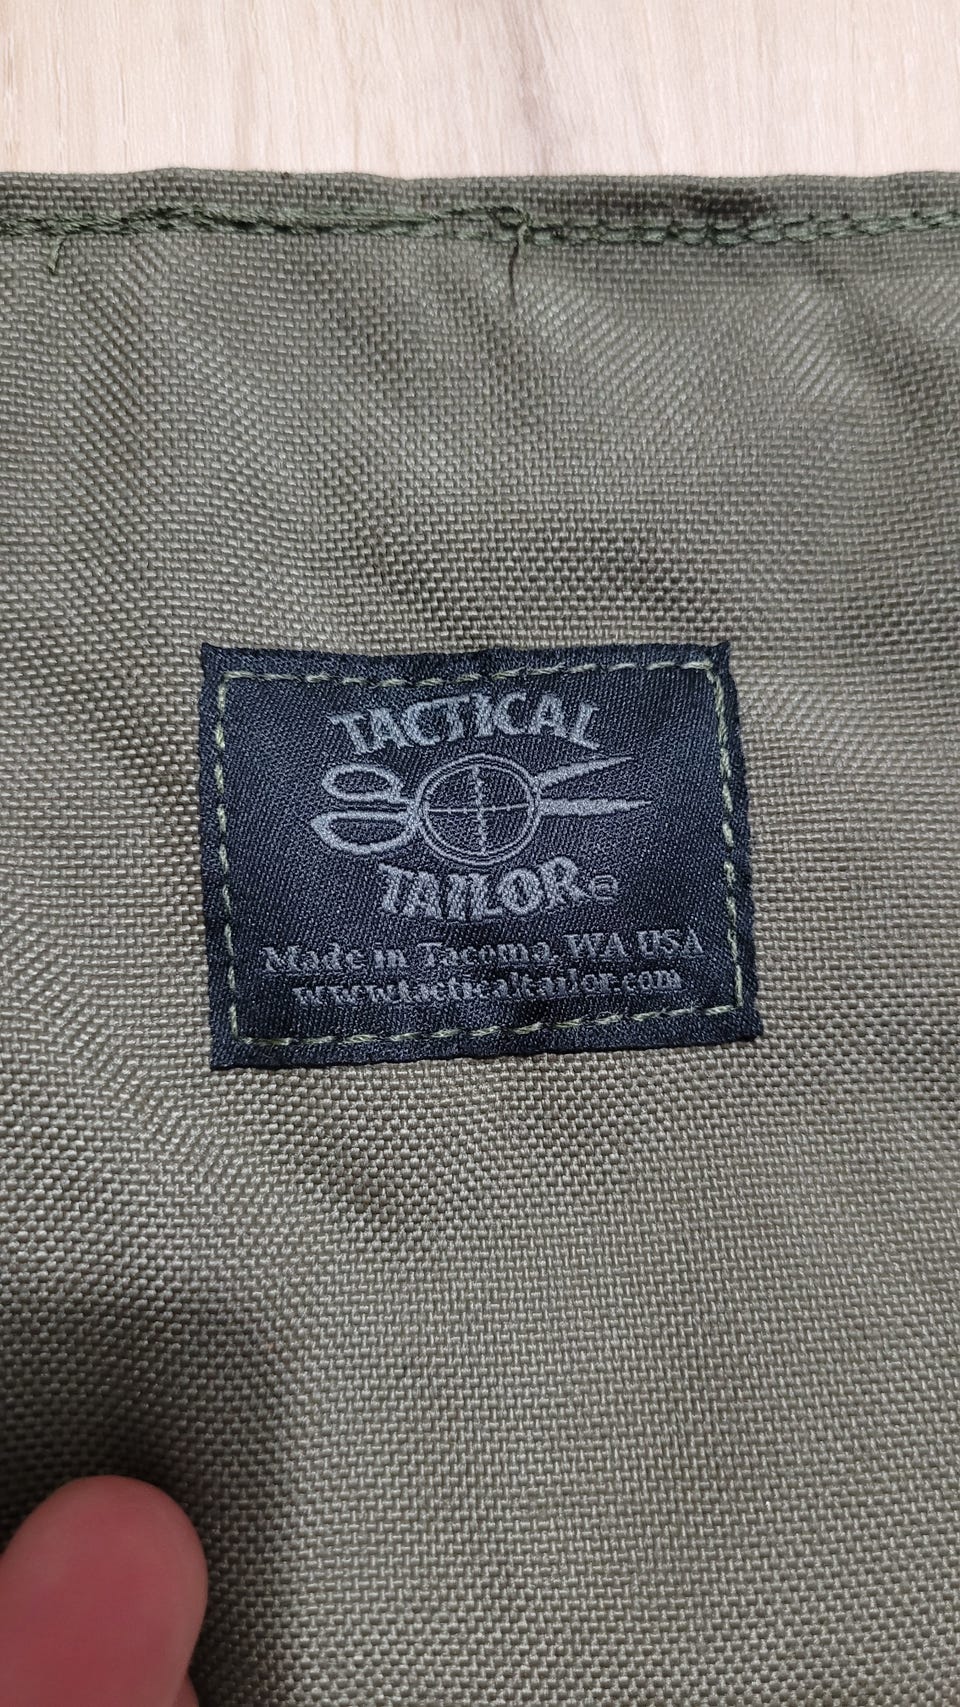 TACTICAL
TAILOR®
Made in Tacoma, WA USA
www.tacticaltailor.com